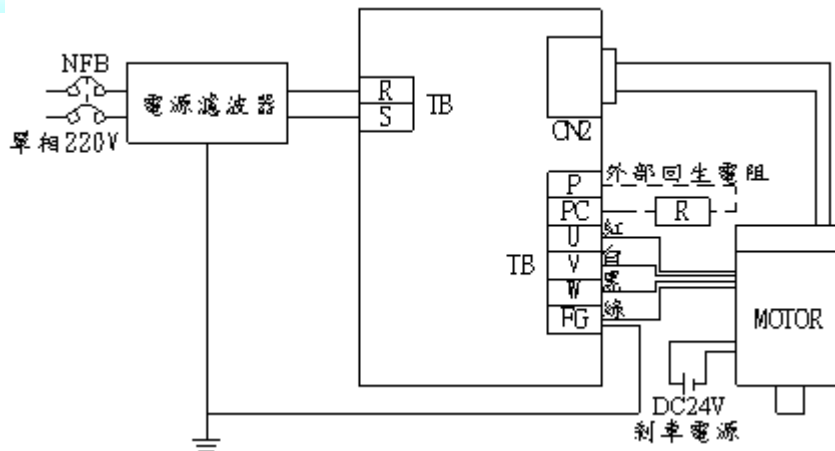 NFB
單相220V
電源濾波器
R
S
TB
CN2
P
PC
U
V
W
FG
TB
外部回生電阻
R
紅
白
黑
綠
MOTOR
DC24V
剎車電源